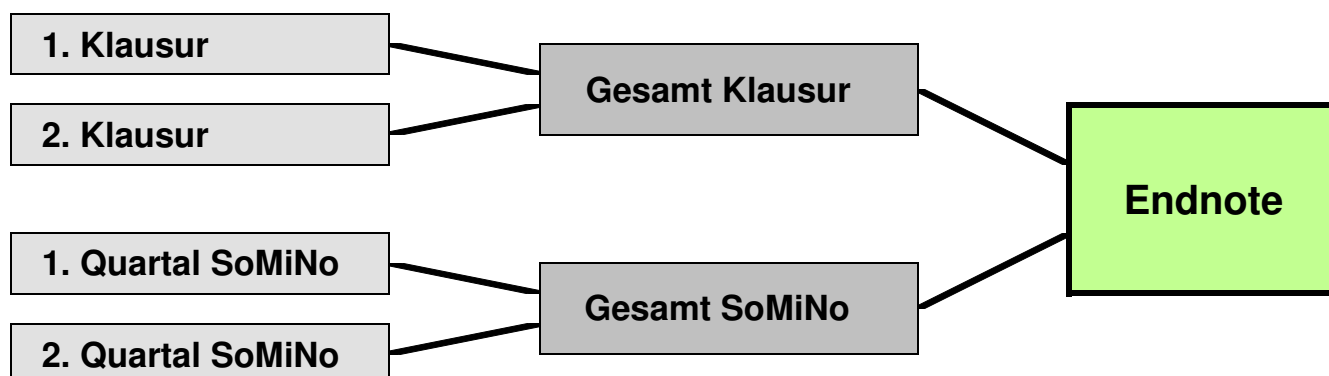 1. Klausur
2. Klausur
Gesamt Klausur
1. Quartal SoMiNo
2. Quartal SoMiNo
Gesamt SoMiNo
Endnote